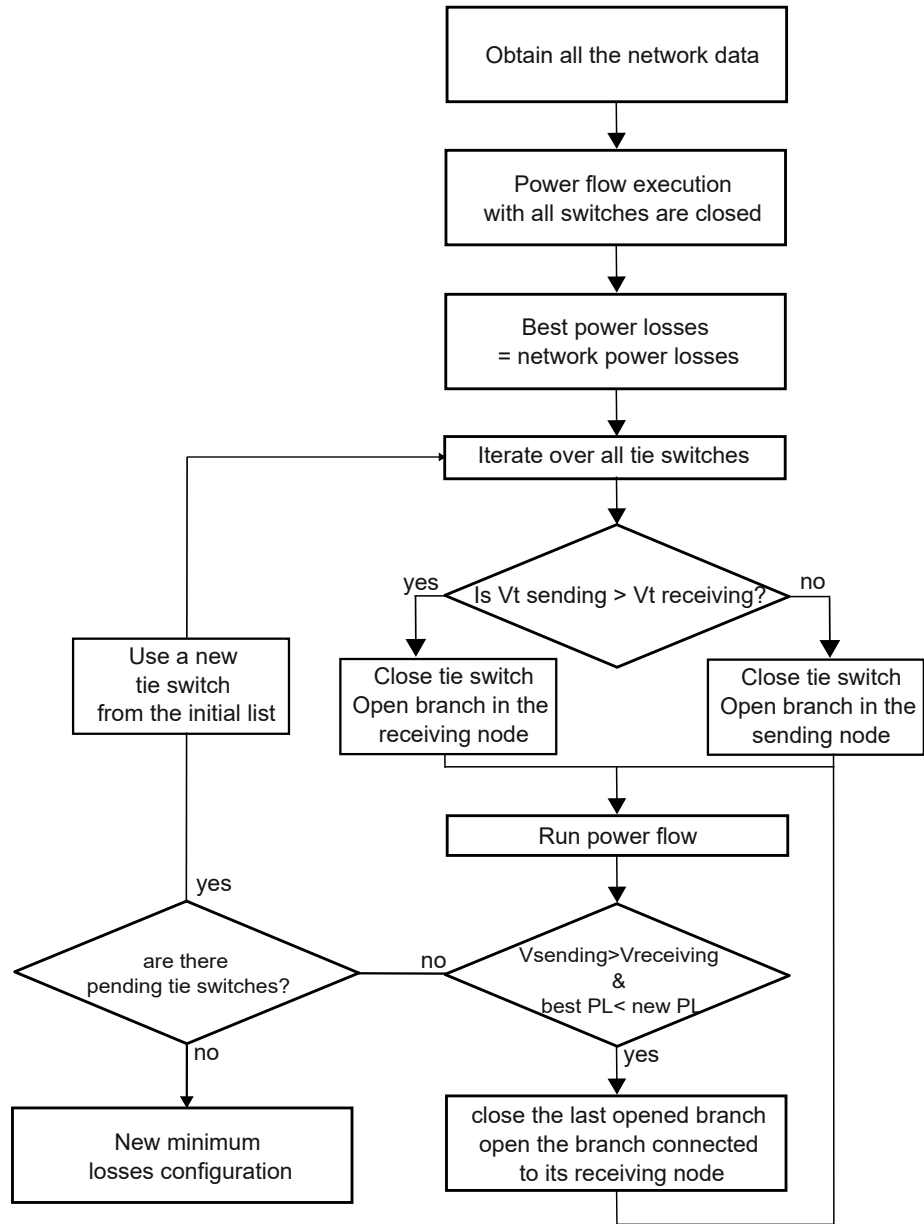 Obtain all the network data
Power flow execution
with all switches are closed
Best power losses
= network power losses
Iterate over all tie switches
Is Vt sending > Vt receiving?
yes
no
Close tie switch
Open branch in the
receiving node
Close tie switch
Open branch in the
sending node
Use a new
tie switch
from the initial list
Run power flow
yes
are there
pending tie switches?
no
Vsending>Vreceiving
&
best PL< new PL
no
yes
New minimum
losses configuration
close the last opened branch
open the branch connected
to its receiving node